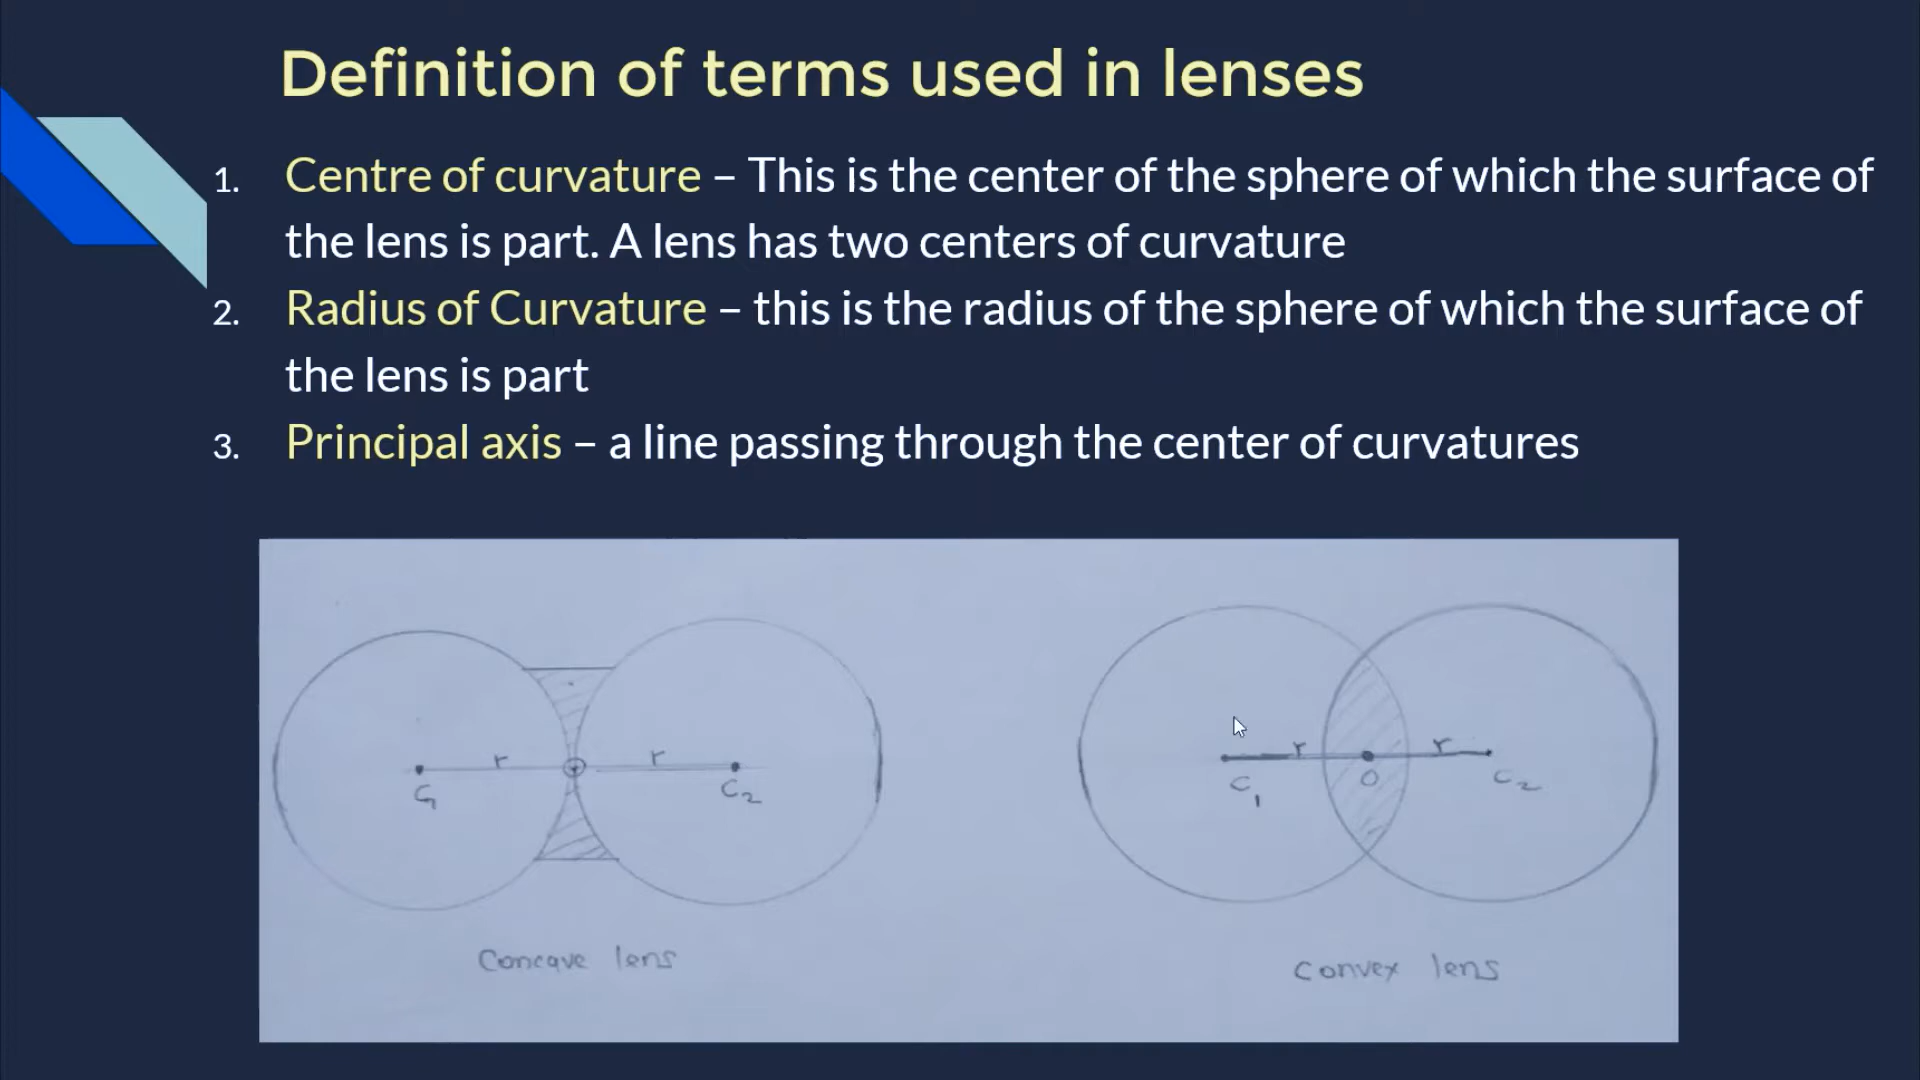 Definition of terms used in lenses
1. Centre of curvature – This is the center of the sphere of which the surface of
the lens is part. A lens has two centers of curvature
2. Radius of Curvature – this is the radius of the sphere of which the surface of
the lens is part
3. Principal axis – a line passing through the center of curvatures
r r
C1 C2
r r
C1 O C2
Concave lens
Convex lens